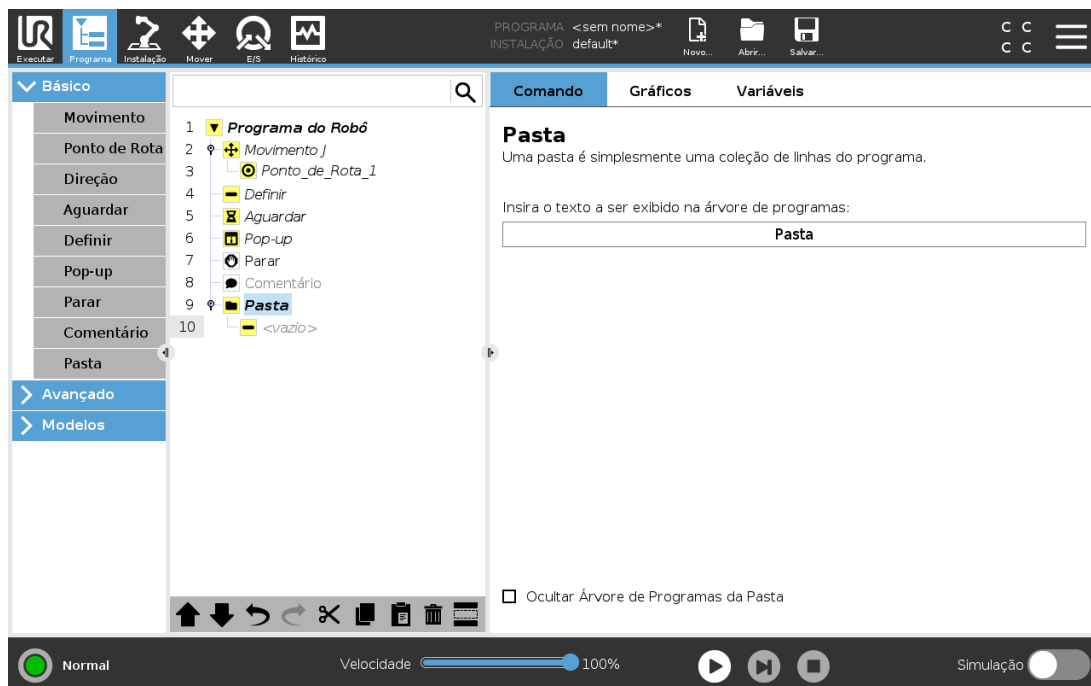 PROGRAMA <sem nome>*
INSTALAÇÃO default*
UR
Executar
Programa
Instalação
Mover
E/S
Histórico
Novo...
Abrir...
Salvar...
C C
C C
Básico
Movimento
Ponto de Rota
Direção
Aguardar
Definir
Pop-up
Parar
Comentário
Pasta
Avançado
Modelos
1 Programa do Robô
2 Movimento J
3 Ponto_de_Rota_1
4 Definir
5 Aguardar
6 Pop-up
7 Parar
8 Comentário
9 Pasta
10 <vazio>
Comando Gráficos Variáveis
Pasta
Uma pasta é simplesmente uma coleção de linhas do programa.
Insira o texto a ser exibido na árvore de programas:
Pasta
Ocultar Árvore de Programas da Pasta
Normal
Velocidade 100%
Simulação